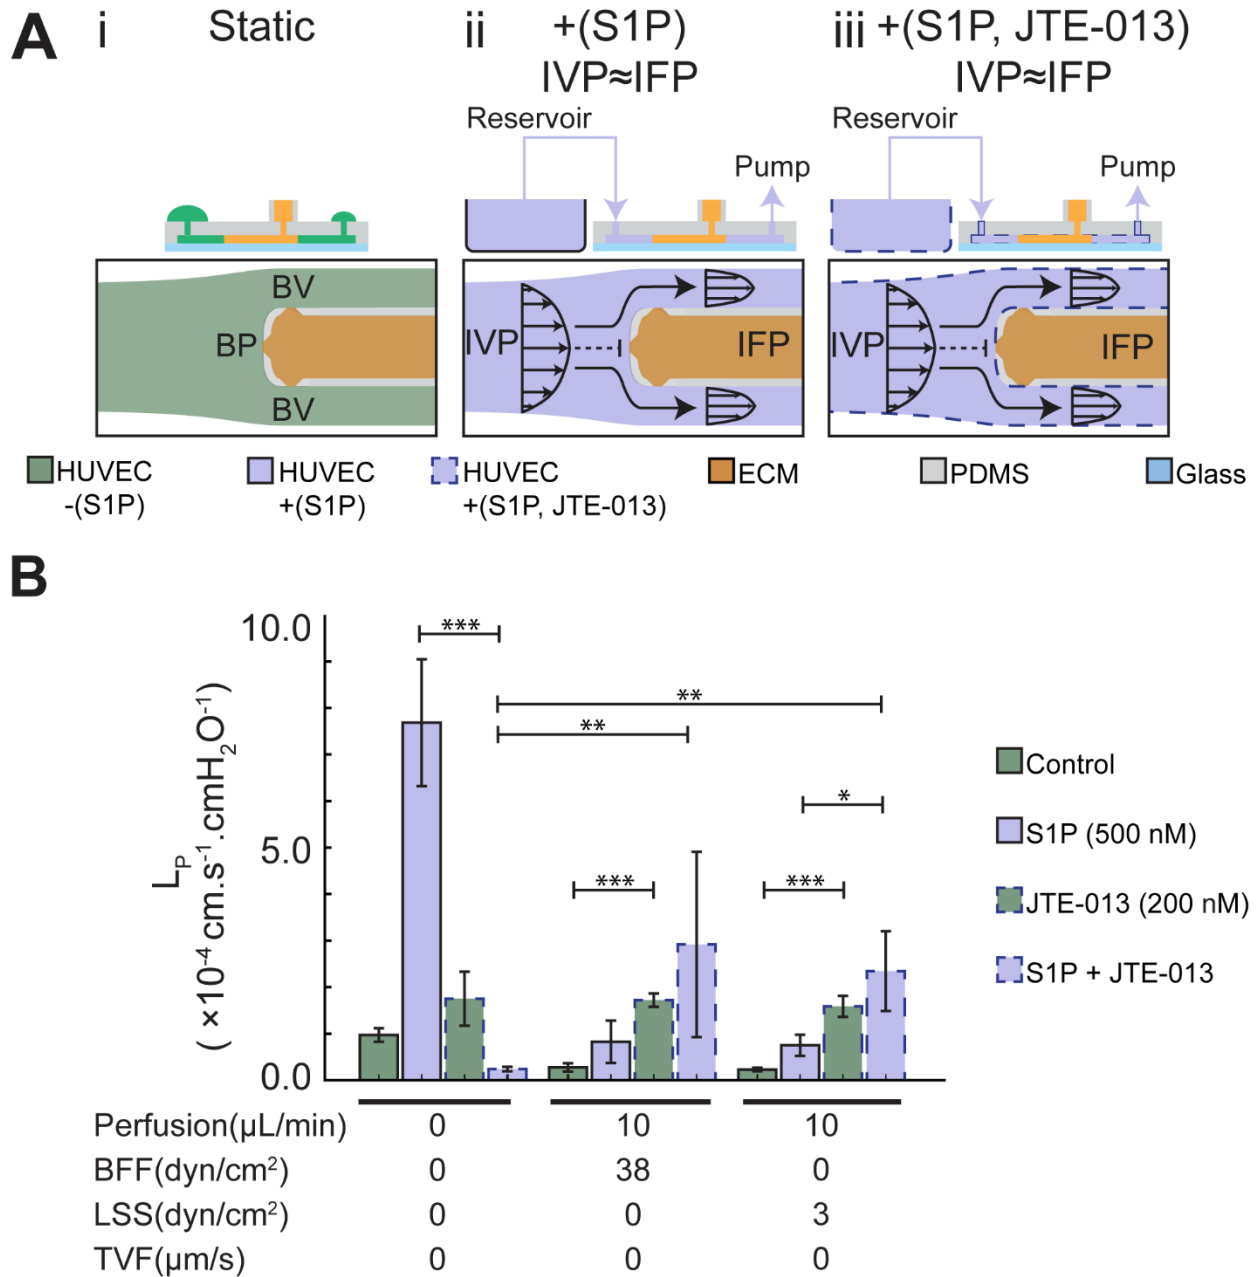 A
i Static
ii +(S1P)
IVP≈IFP
iii +(S1P, JTE-013)
IVP≈IFP
Reservoir
Pump
Reservoir
Pump
BV
BP
BV
IVP
IFP
IVP
IFP
HUVEC
-(S1P)
HUVEC
+(S1P)
HUVEC
+(S1P, JTE-013)
ECM
PDMS
Glass
B
10.0
5.0
0.0
L_P
( ×10⁻⁴ cm.s⁻¹.cmH₂O⁻¹)
***
**
**
*
***
***
Control
S1P (500 nM)
JTE-013 (200 nM)
S1P + JTE-013
Perfusion(µL/min) 0 10 10
BFF(dyn/cm²) 0 38 0
LSS(dyn/cm²) 0 0 3
TVF(µm/s) 0 0 0